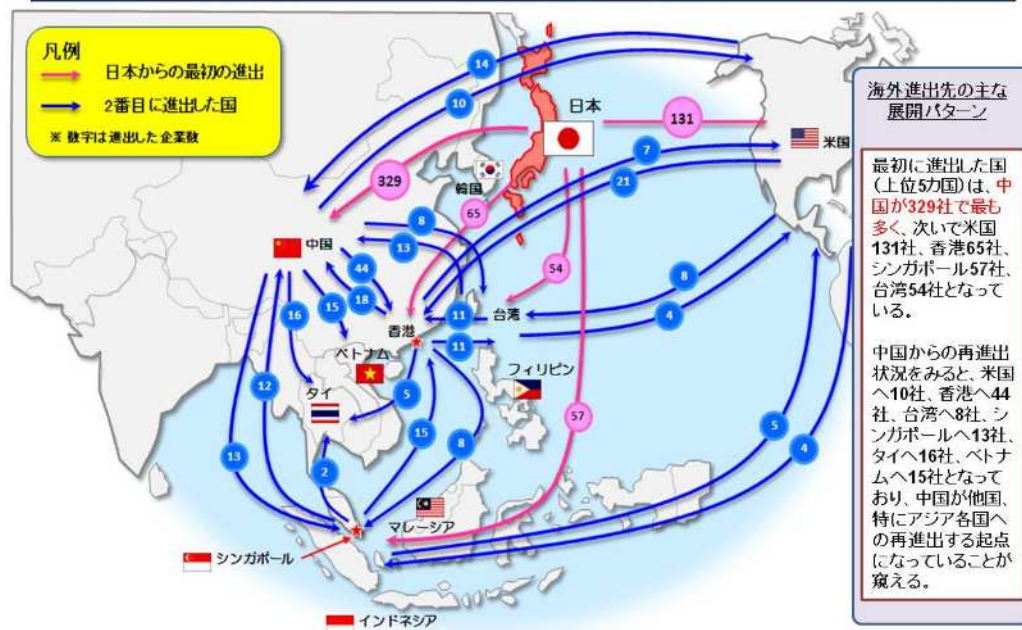 凡例
日本からの最初の進出
2番目に進出した国
※ 数字は進出した企業数
14
10
日本
131
米国
7
21
329
韓国
65
8
13
中国
44
18
15
16
54
8
4
11
台湾
香港
11
ベトナム
フィリピン
タイ
5
12
57
15
8
13
2
5
4
マレーシア
シンガポール
インドネシア
海外進出先の主な
展開パターン
最初に進出した国
(上位5カ国)は、中
国が329社で最も
多く、次いで米国
131社、香港65社、
シンガポール57社、
台湾54社となって
いる。
中国からの再進出
状況をみると、米国
へ10社、香港へ44
社、台湾へ8社、シ
ンガポールへ13社、
タイへ16社、ベトナ
ムへ15社となって
おり、中国が他国、
特にアジア各国へ
の再進出する起点
になっていることが
窺える。